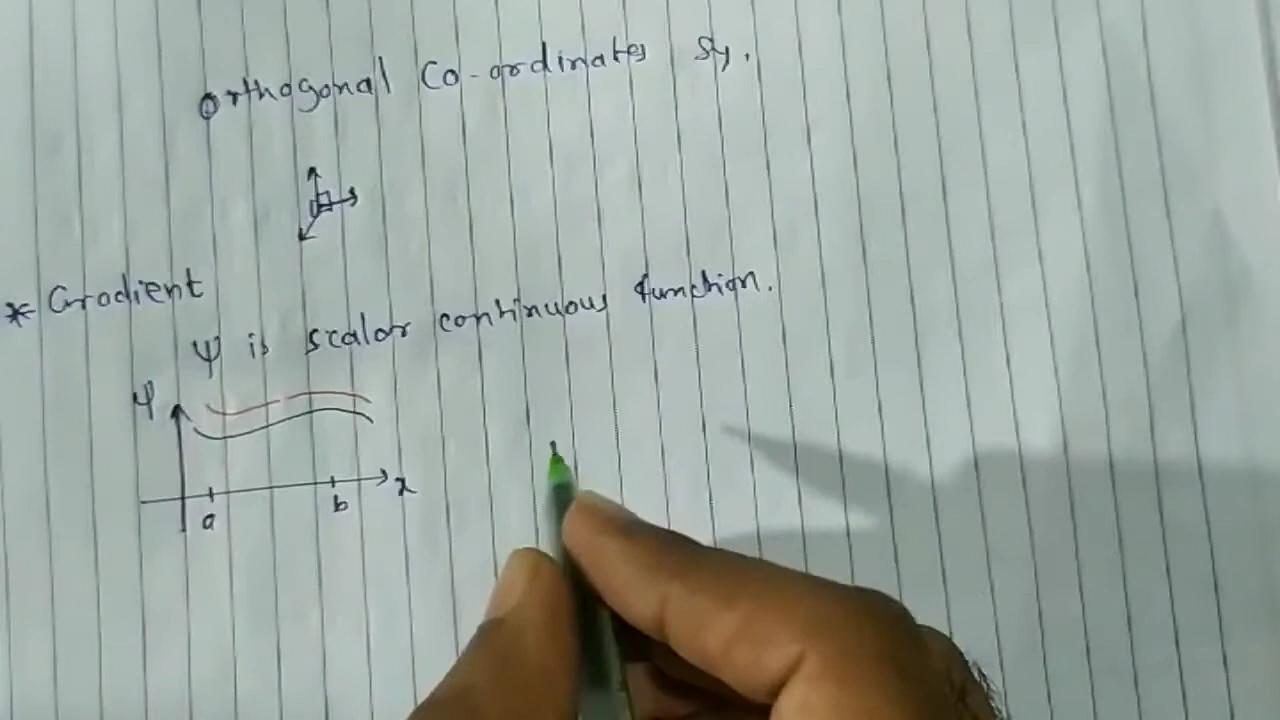 Orthogonal Co-ordinates Sy.
* Gradient
ψ is scalar continuous function.
ψ
a b x